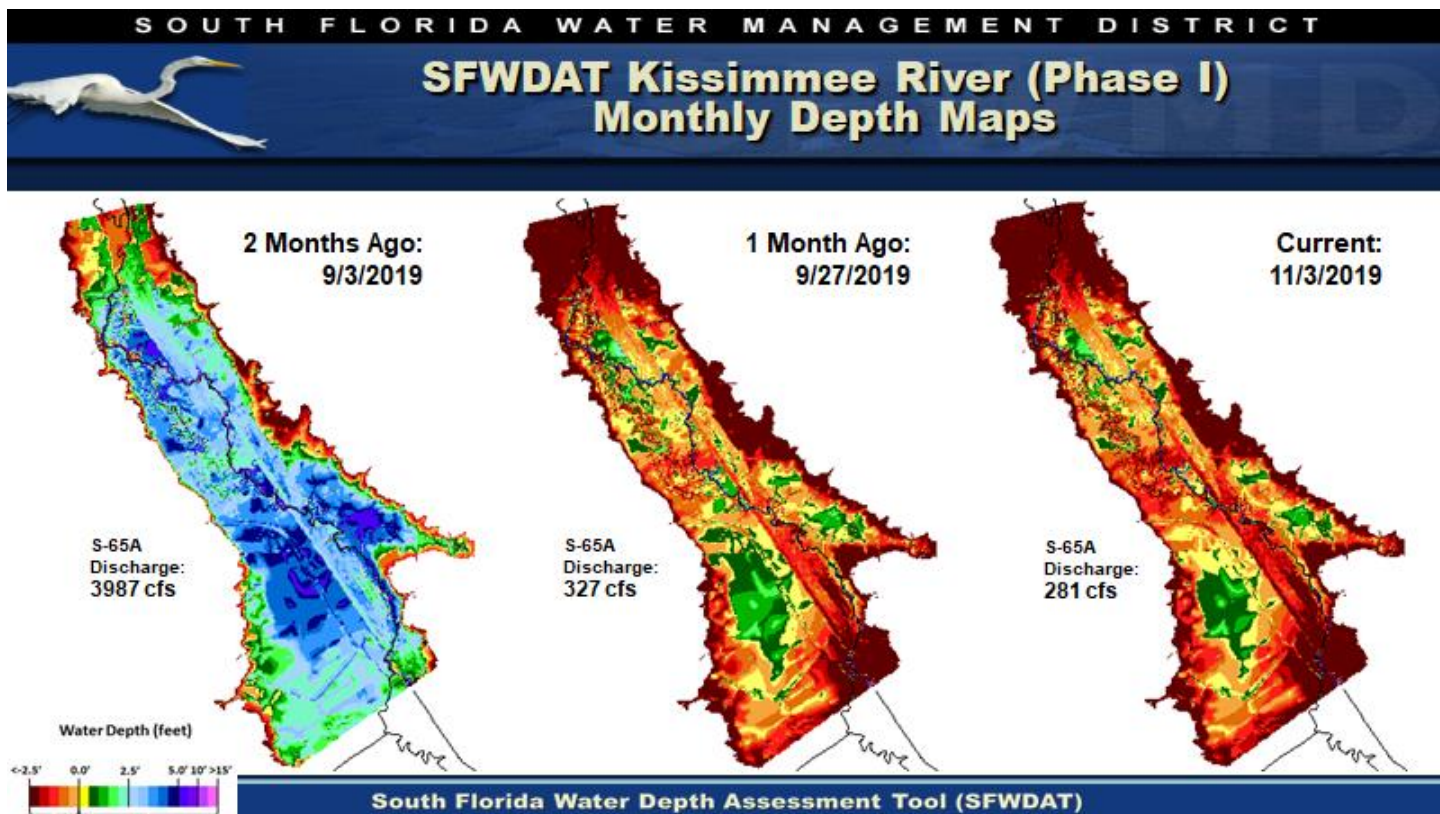 SOUTH FLORIDA WATER MANAGEMENT DISTRICT
SFWDAT Kissimmee River (Phase I)
Monthly Depth Maps
2 Months Ago:
9/3/2019
1 Month Ago:
9/27/2019
Current:
11/3/2019
S-65A
Discharge:
3987 cfs
S-65A
Discharge:
327 cfs
S-65A
Discharge:
281 cfs
Water Depth (feet)
<-2.5' 0.0' 2.5' 5.0' 10' >15'
South Florida Water Depth Assessment Tool (SFWDAT)